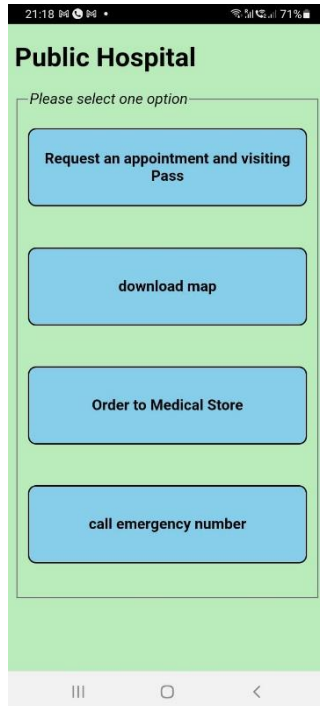 21:18
71%
Public Hospital
Please select one option
Request an appointment and visiting
Pass
download map
Order to Medical Store
call emergency number